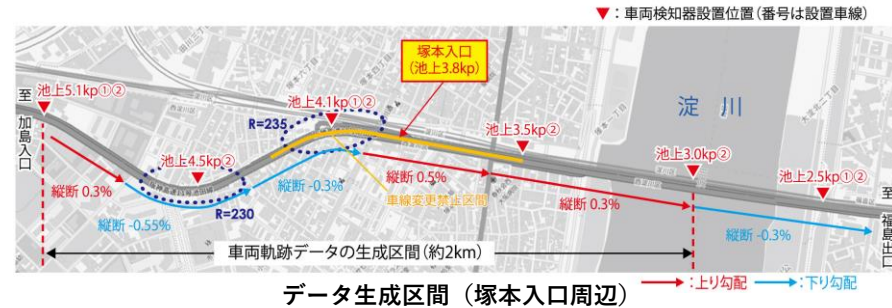 ▼：車両検知器設置位置(番号は設置車線)
塚本入口
(池上3.8kp)
池上5.1kp①②
至
加島入口
池上4.1kp①②
R=235
池上4.5kp②
R=230
池上3.5kp②
淀川
池上3.0kp②
池上2.5kp①②
至
福島出口
縦断 0.3%
縦断 -0.55%
縦断 -0.3%
車線変更禁止区間
縦断 0.5%
縦断 0.3%
縦断 -0.3%
車両軌跡データの生成区間(約2km)
→：上り勾配 →：下り勾配
データ生成区間（塚本入口周辺）